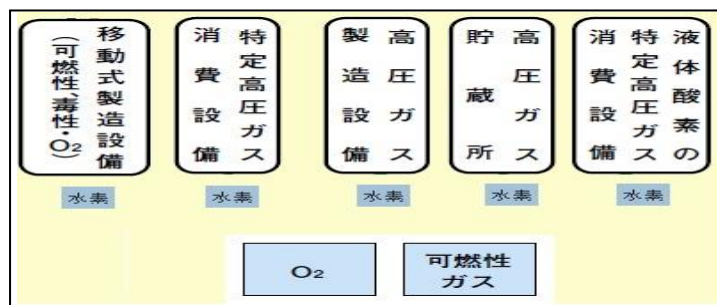 移動式製造設備
（可燃性、毒性・O₂）
特定高圧ガス
消費設備
高圧ガス
製造設備
高圧ガス
貯蔵所
液体酸素の
特定高圧ガス
消費設備
水素
水素
水素
水素
水素
O₂
可燃性
ガス